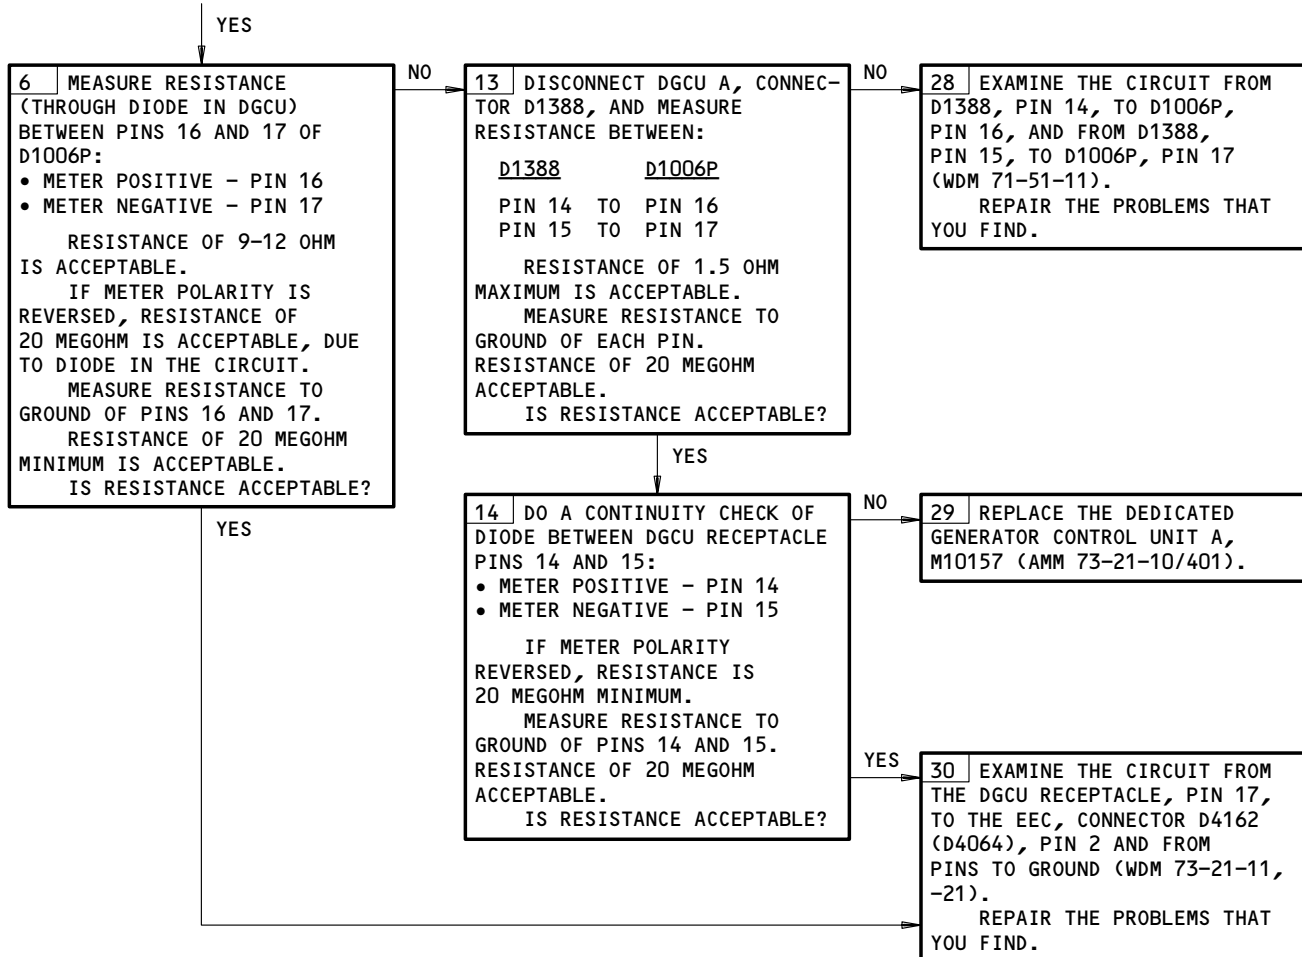 YES
6 MEASURE RESISTANCE
(THROUGH DIODE IN DGCU)
BETWEEN PINS 16 AND 17 OF
D1006P:
• METER POSITIVE – PIN 16
• METER NEGATIVE – PIN 17
RESISTANCE OF 9–12 OHM
IS ACCEPTABLE.
IF METER POLARITY IS
REVERSED, RESISTANCE OF
20 MEGOHM IS ACCEPTABLE, DUE
TO DIODE IN THE CIRCUIT.
MEASURE RESISTANCE TO
GROUND OF PINS 16 AND 17.
RESISTANCE OF 20 MEGOHM
MINIMUM IS ACCEPTABLE.
IS RESISTANCE ACCEPTABLE?
NO
YES
13 DISCONNECT DGCU A, CONNEC–
TOR D1388, AND MEASURE
RESISTANCE BETWEEN:
D1388 D1006P
PIN 14 TO PIN 16
PIN 15 TO PIN 17
RESISTANCE OF 1.5 OHM
MAXIMUM IS ACCEPTABLE.
MEASURE RESISTANCE TO
GROUND OF EACH PIN.
RESISTANCE OF 20 MEGOHM
ACCEPTABLE.
IS RESISTANCE ACCEPTABLE?
NO
YES
28 EXAMINE THE CIRCUIT FROM
D1388, PIN 14, TO D1006P,
PIN 16, AND FROM D1388,
PIN 15, TO D1006P, PIN 17
(WDM 71–51–11).
REPAIR THE PROBLEMS THAT
YOU FIND.
14 DO A CONTINUITY CHECK OF
DIODE BETWEEN DGCU RECEPTACLE
PINS 14 AND 15:
• METER POSITIVE – PIN 14
• METER NEGATIVE – PIN 15
IF METER POLARITY
REVERSED, RESISTANCE IS
20 MEGOHM MINIMUM.
MEASURE RESISTANCE TO
GROUND OF PINS 14 AND 15.
RESISTANCE OF 20 MEGOHM
ACCEPTABLE.
IS RESISTANCE ACCEPTABLE?
NO
YES
29 REPLACE THE DEDICATED
GENERATOR CONTROL UNIT A,
M10157 (AMM 73–21–10/401).
30 EXAMINE THE CIRCUIT FROM
THE DGCU RECEPTACLE, PIN 17,
TO THE EEC, CONNECTOR D4162
(D4064), PIN 2 AND FROM
PINS TO GROUND (WDM 73–21–11,
–21).
REPAIR THE PROBLEMS THAT
YOU FIND.